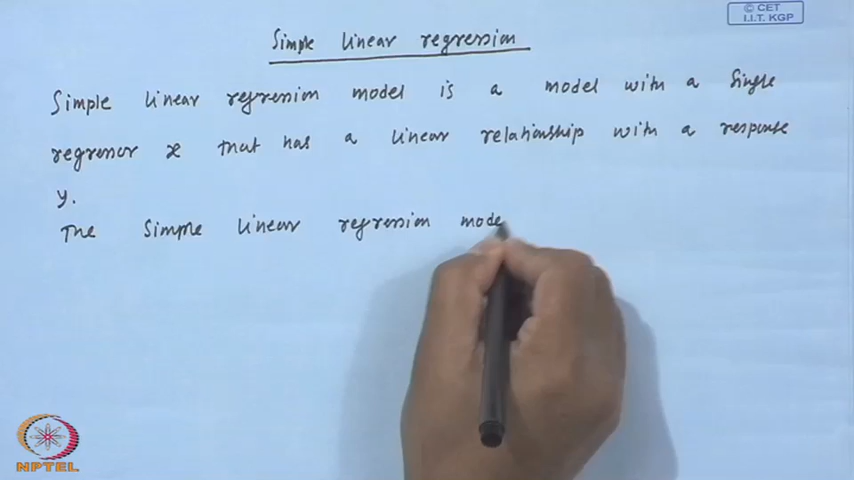 © CET
I.I.T. KGP
Simple linear regression
Simple linear regression model is a model with a single
regressor x that has a linear relationship with a response
y.
The simple linear regression mode
NPTEL